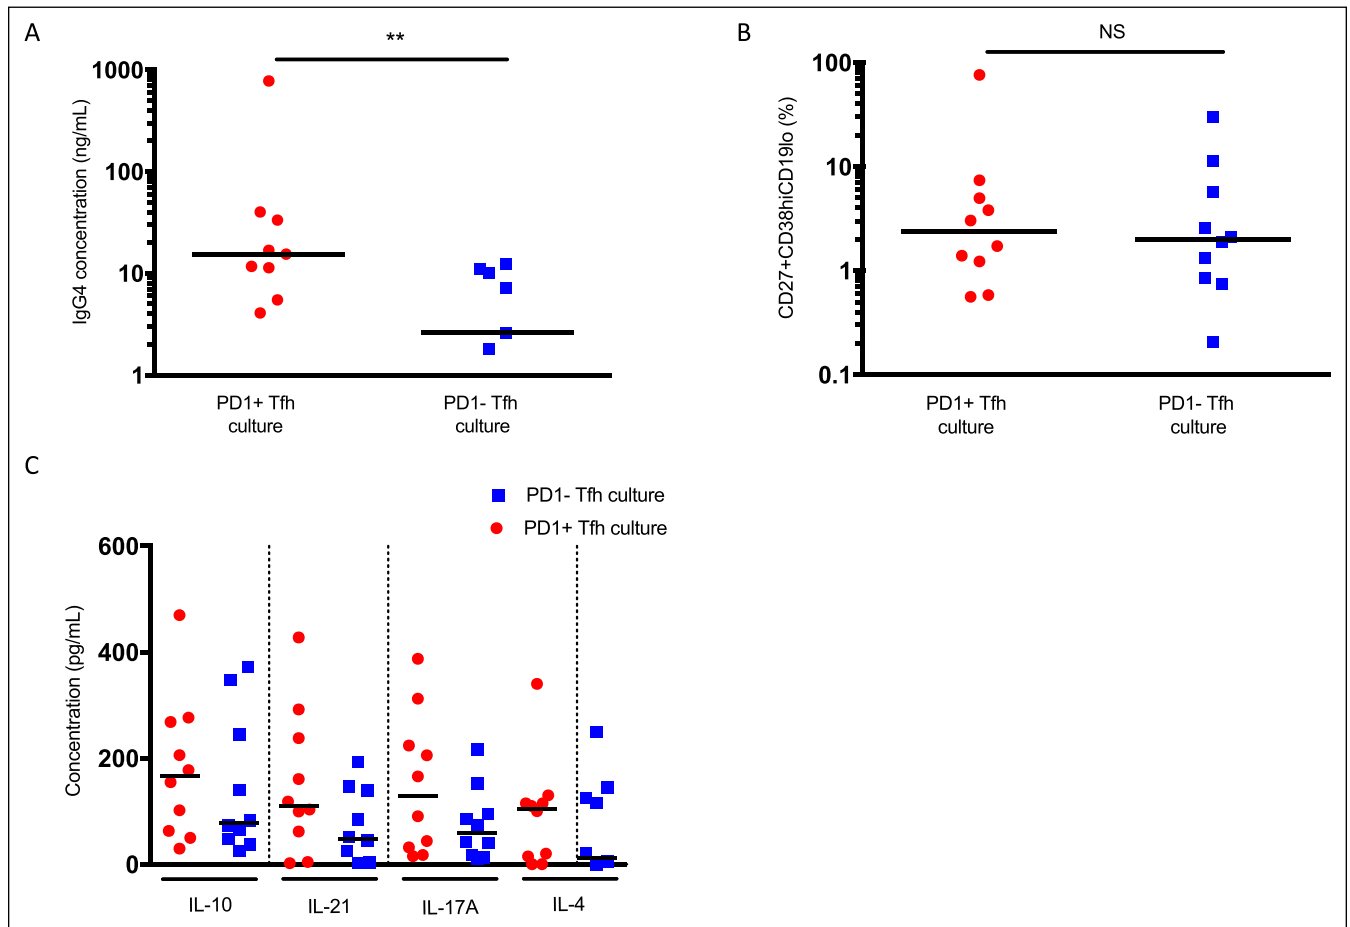 A
**
1000
100
10
1
IgG4 concentration (ng/mL)
PD1+ Tfh
culture
PD1- Tfh
culture
B
NS
100
10
1
0.1
CD27+CD38hiCD19lo (%)
PD1+ Tfh
culture
PD1- Tfh
culture
C
PD1- Tfh culture
PD1+ Tfh culture
600
400
200
0
Concentration (pg/mL)
IL-10
IL-21
IL-17A
IL-4